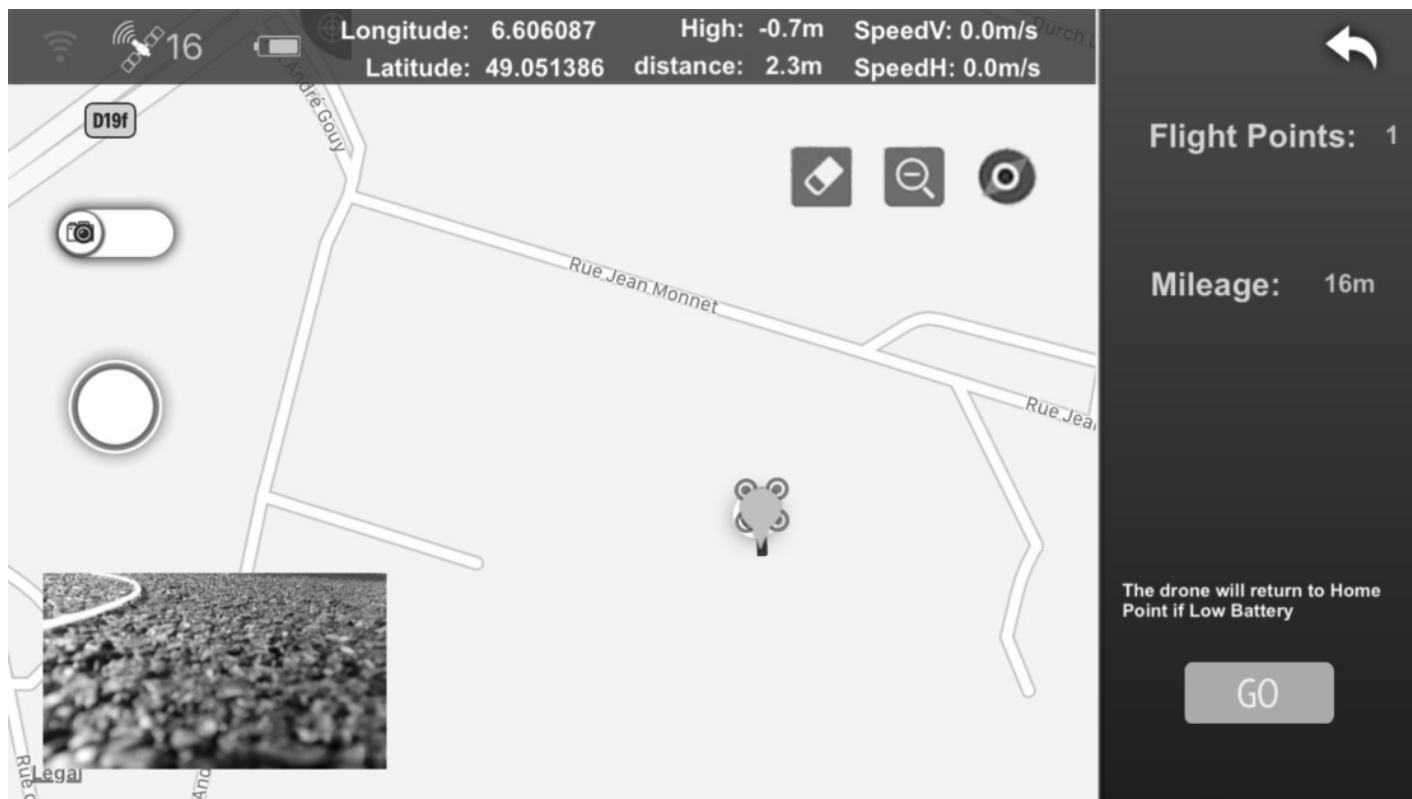 16
Longitude: 6.606087 High: -0.7m SpeedV: 0.0m/s
Latitude: 49.051386 distance: 2.3m SpeedH: 0.0m/s
André Gouy
D19f
Flight Points: 1
Rue Jean Monnet
Mileage: 16m
Rue Jea
The drone will return to Home
Point if Low Battery
GO
Rue
Legal
And